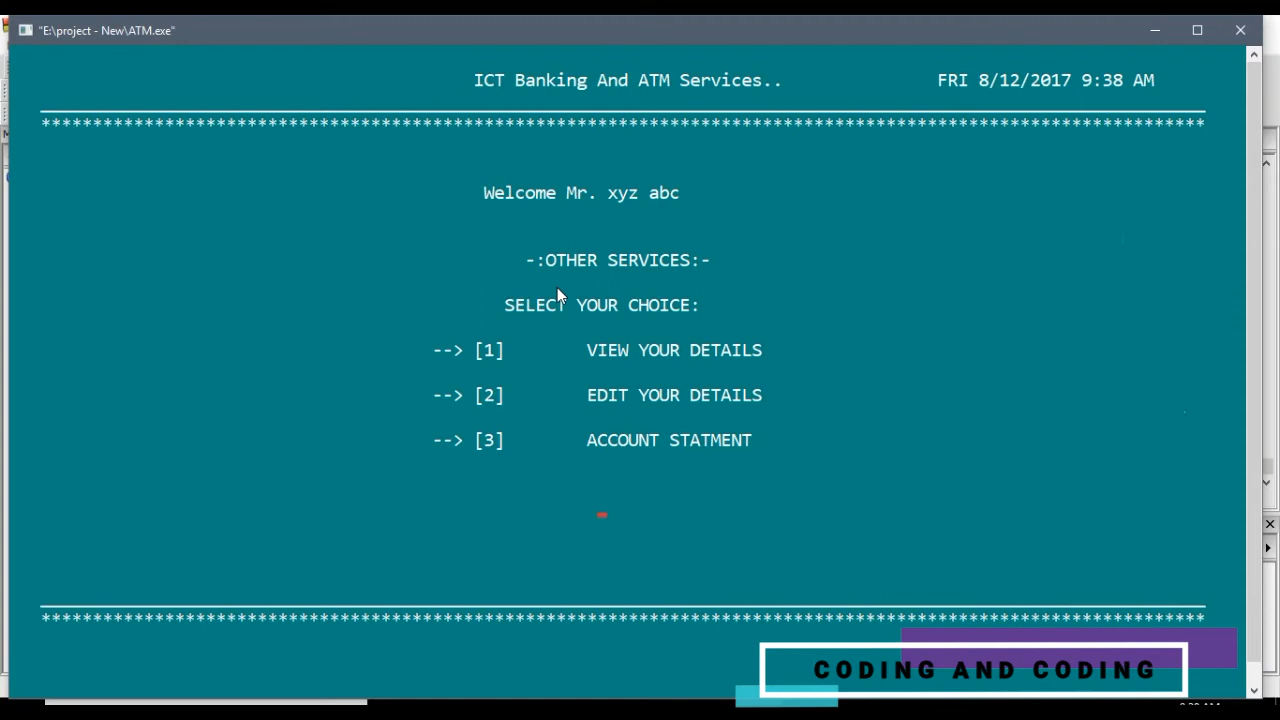 "E:\project - New\ATM.exe"
ICT Banking And ATM Services.. FRI 8/12/2017 9:38 AM
*****************************************************************************************************************
Welcome Mr. xyz abc
-:OTHER SERVICES:-
SELECT YOUR CHOICE:
--> [1] VIEW YOUR DETAILS
--> [2] EDIT YOUR DETAILS
--> [3] ACCOUNT STATMENT
*****************************************************************************************************************
CODING AND CODING